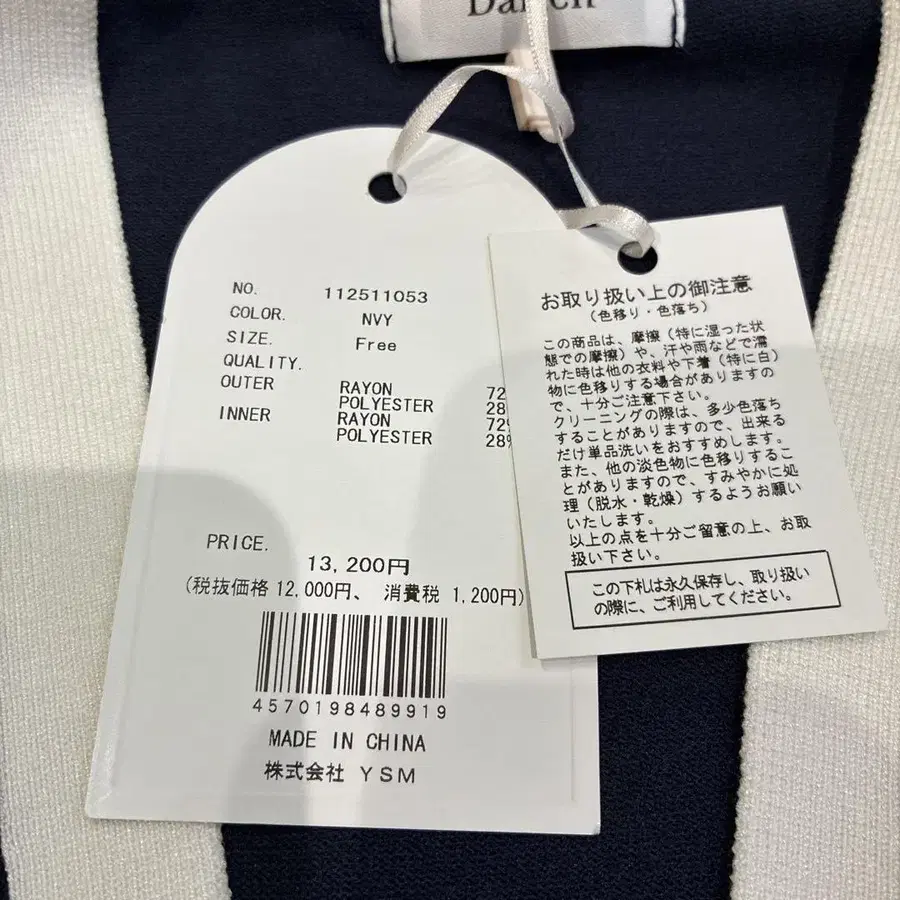 NO. 112511053
COLOR. NVY
SIZE. Free
QUALITY.
OUTER RAYON 72
POLYESTER 28
INNER RAYON 72%
POLYESTER 28%
PRICE.
13,200円
(税抜価格 12,000円、 消費税 1,200円)
4570198489919
MADE IN CHINA
株式会社 YSM
お取り扱い上の御注意
(色移り・色落ち)
この商品は、摩擦(特に湿った状
態での摩擦)や、汗や雨などで濡
れた時は他の衣料や下着(特に白)
物に色移りする場合がありますの
で、十分ご注意下さい。
クリーニングの際は、多少色落ち
することがありますので、出来る
だけ単品洗いをおすすめします。
また、他の淡色物に色移りするこ
とがありますので、すみやかに処
理(脱水・乾燥)するようお願い
いたします。
以上の点を十分ご留意の上、お取
扱い下さい。
この下札は永久保存し、取り扱い
の際に、ご利用してください。